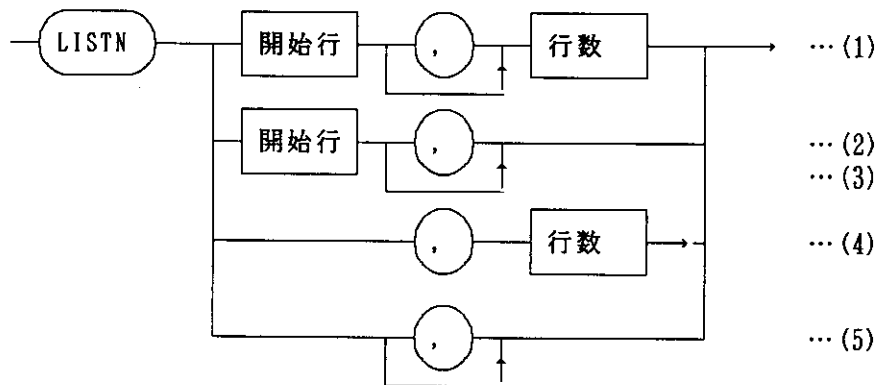 LISTN 開始行 , 行数 …(1)
開始行 , …(2)
…(3)
, 行数 …(4)
, …(5)